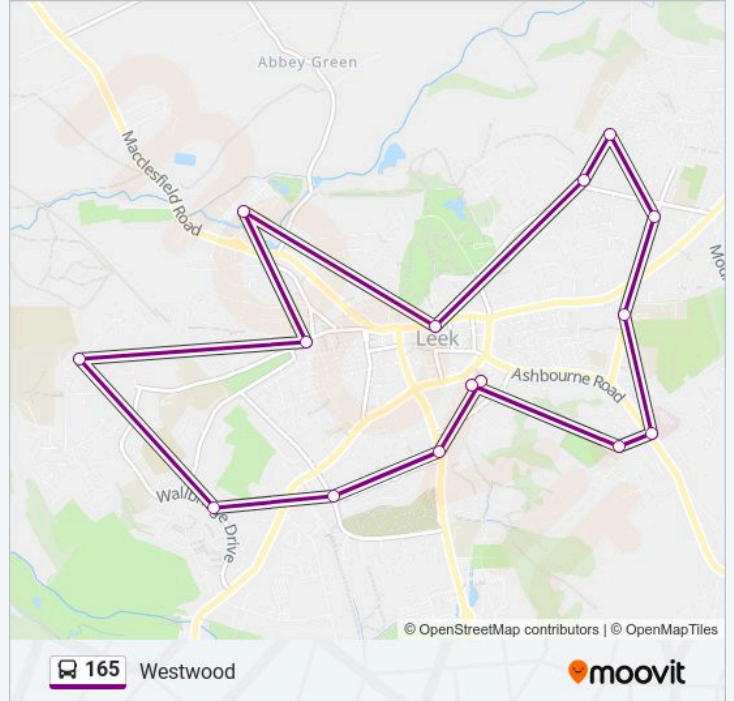 Abbey Green
Macclesfield Road
Leek
Ashbourne Road
Wallbridge Drive
© OpenStreetMap contributors | © OpenMapTiles
165 Westwood
moovit